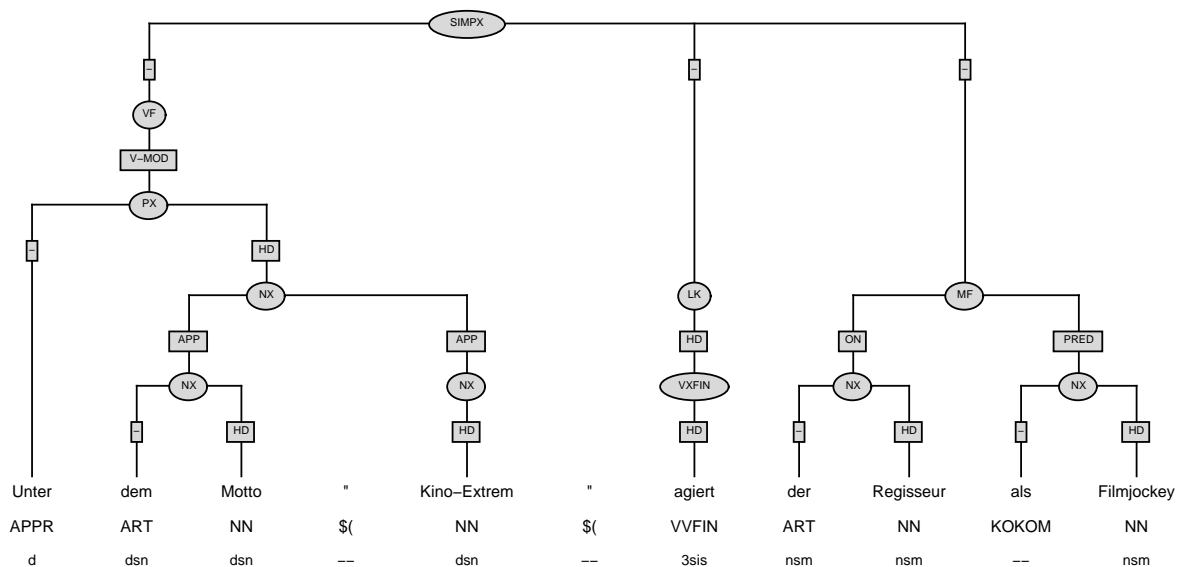 SIMPX
– – –
VF
V–MOD
PX
– HD
NX LK MF
APP APP HD ON PRED
NX NX VXFIN NX NX
– HD HD HD – HD – HD
Unter dem Motto " Kino–Extrem " agiert der Regisseur als Filmjockey
APPR ART NN $( NN $( VVFIN ART NN KOKOM NN
d dsn dsn –– dsn –– 3sis nsm nsm –– nsm